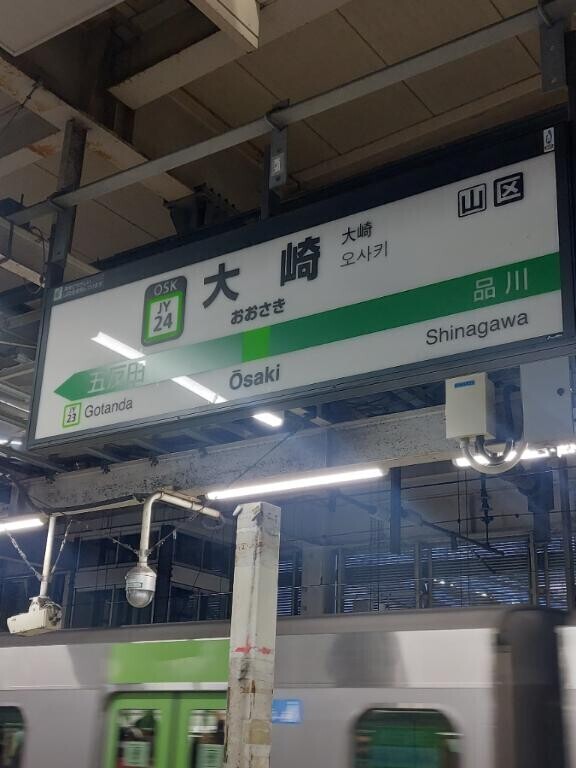 山 区
OSK
JY
24
大崎
おおさき
大崎
오사키
五反田
品川
JY
23
Gotanda
Ōsaki
Shinagawa